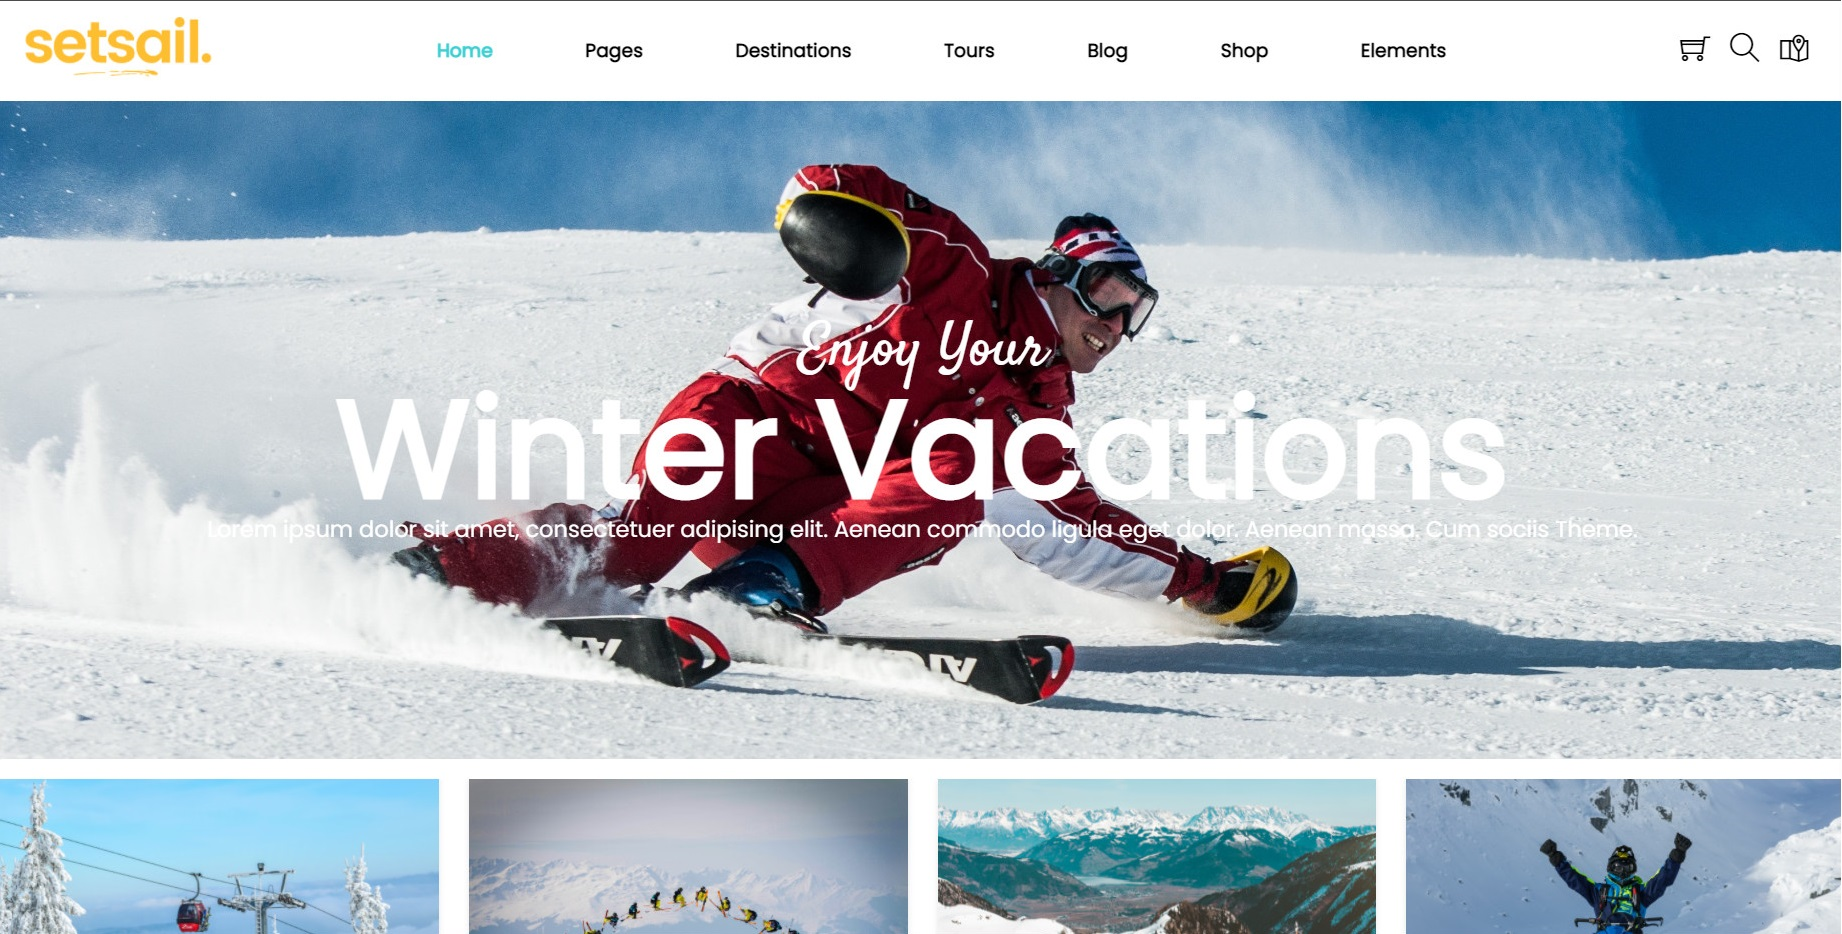 setsail.
Home Pages Destinations Tours Blog Shop Elements
Enjoy Your
Winter Vacations
Lorem ipsum dolor sit amet, consectetuer adipising elit. Aenean commodo ligula eget dolor. Aenean massa. Cum sociis Theme.